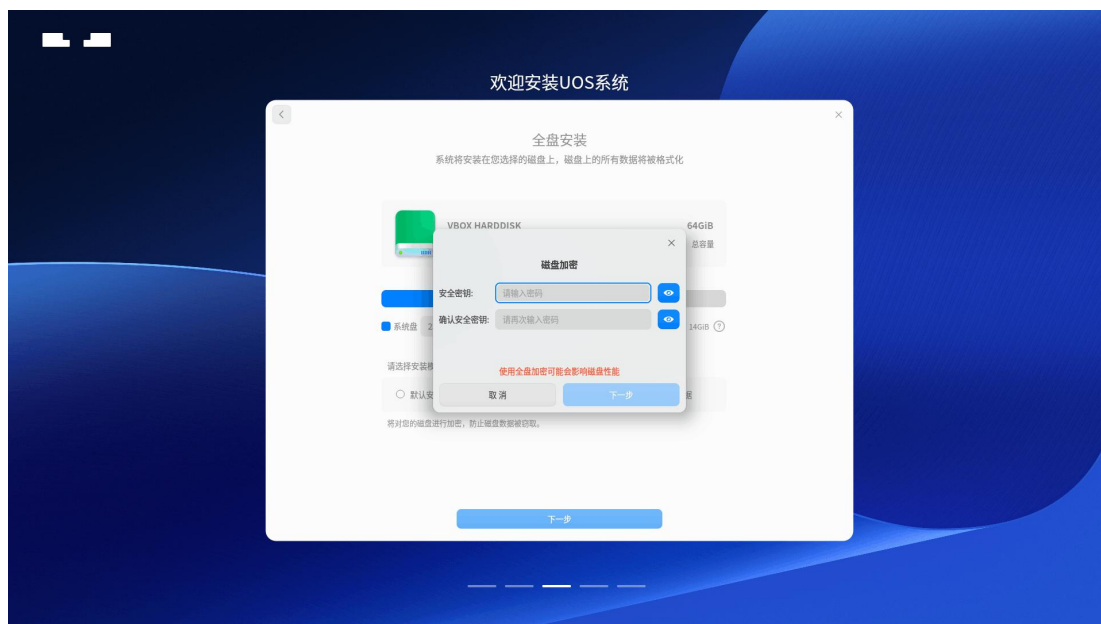 欢迎安装UOS系统
全盘安装
系统将安装在您选择的磁盘上，磁盘上的所有数据将被格式化
VBOX HARDDISK
64GiB
总容量
磁盘加密
安全密钥: 请输入密码
系统盘 2
确认安全密钥: 请再次输入密码
14GiB ?
请选择安装
使用全盘加密可能会影响磁盘性能
默认安
取消
下一步
将对您的磁盘进行加密，防止磁盘数据被窃取。
下一步